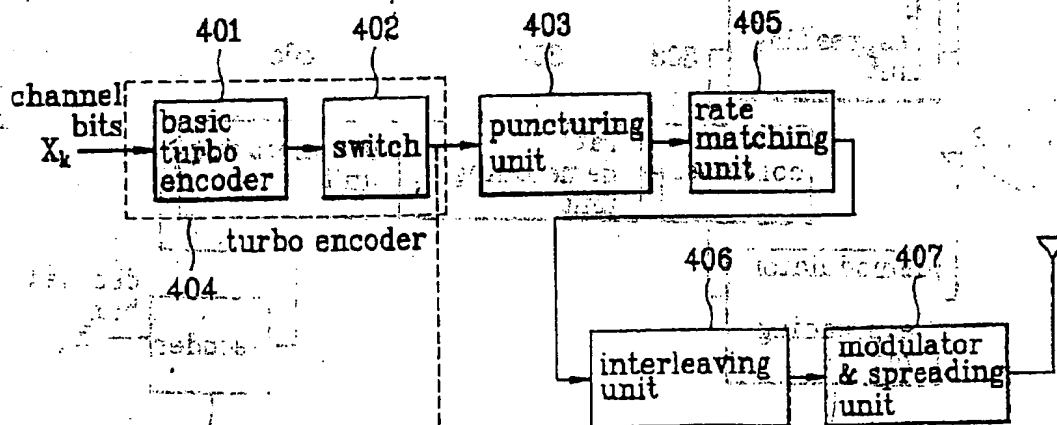 401
402
403
405
channel
bits
Xk
basic
turbo
encoder
switch
puncturing
unit
rate
matching
unit
turbo encoder
404
406
407
interleaving
unit
modulator
& spreading
unit